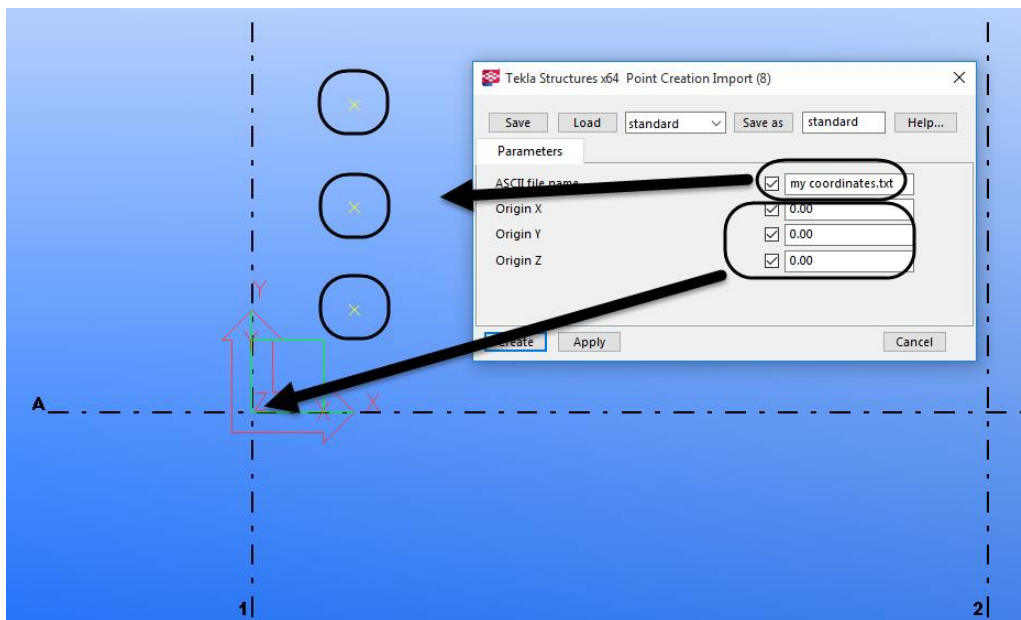 Tekla Structures x64 Point Creation Import (8)
Save Load standard Save as standard Help...
Parameters
ASCII file name my coordinates.txt
Origin X 0.00
Origin Y 0.00
Origin Z 0.00
Create Apply Cancel
Y
Y
Z X X
A
1 2